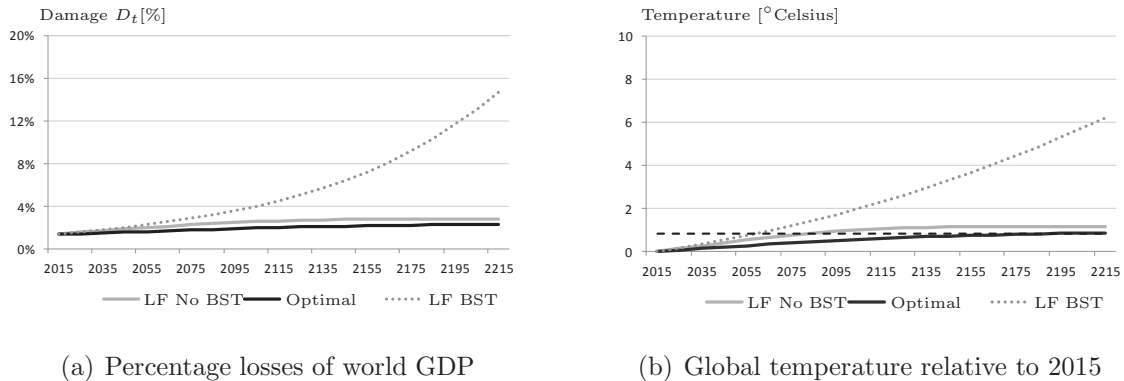 Damage Dt[%]
20%
16%
12%
8%
4%
0%
2015 2035 2055 2075 2095 2115 2135 2155 2175 2195 2215
LF No BST Optimal LF BST
(a) Percentage losses of world GDP
Temperature [°Celsius]
10
8
6
4
2
0
2015 2035 2055 2075 2095 2115 2135 2155 2175 2195 2215
LF No BST Optimal LF BST
(b) Global temperature relative to 2015